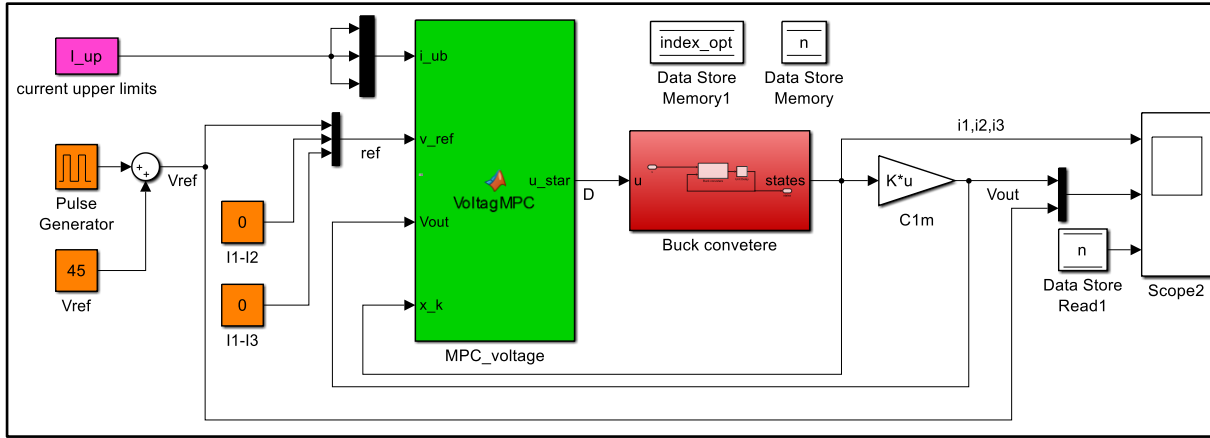 I_up
current upper limits
Pulse
Generator
+
+
Vref
45
Vref
0
I1-I2
0
I1-I3
ref
i_ub
v_ref
Vout
x_k
VoltagMPC
u_star
MPC_voltage
D
index_opt
Data Store
Memory1
n
Data Store
Memory
u
states
Buck convetere
K*u
C1m
i1,i2,i3
Vout
n
Data Store
Read1
Scope2